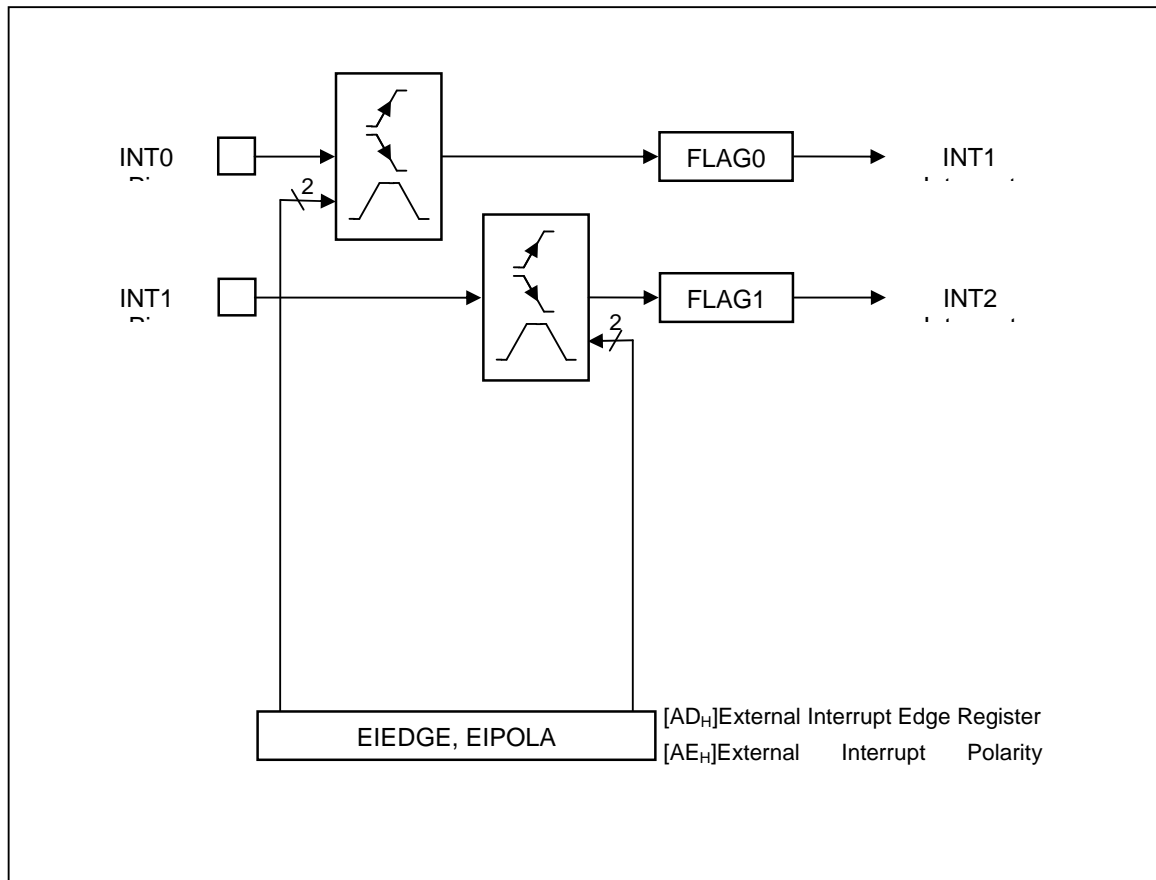 INT0
FLAG0
INT1
2
INT1
FLAG1
INT2
2
EIEDGE, EIPOLA
[ADH]External Interrupt Edge Register
[AEH]External Interrupt Polarity